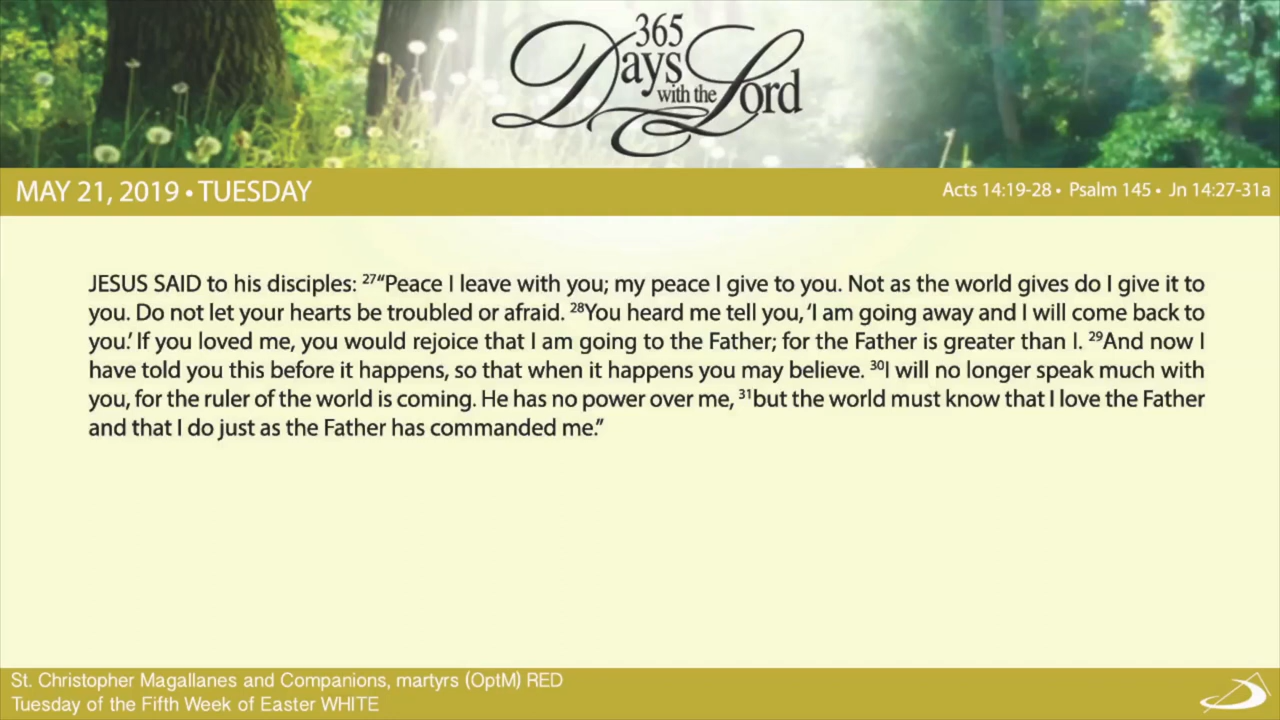 365
Days
with the Lord
MAY 21, 2019 • TUESDAY
Acts 14:19-28 • Psalm 145 • Jn 14:27-31a
JESUS SAID to his disciples: ²⁷“Peace I leave with you; my peace I give to you. Not as the world gives do I give it to
you. Do not let your hearts be troubled or afraid. ²⁸You heard me tell you, ‘I am going away and I will come back to
you.’ If you loved me, you would rejoice that I am going to the Father; for the Father is greater than I. ²⁹And now I
have told you this before it happens, so that when it happens you may believe. ³⁰I will no longer speak much with
you, for the ruler of the world is coming. He has no power over me, ³¹but the world must know that I love the Father
and that I do just as the Father has commanded me.”
St. Christopher Magallanes and Companions, martyrs (OptM) RED
Tuesday of the Fifth Week of Easter WHITE